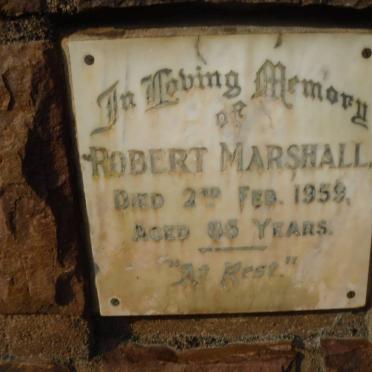 In Loving Memory
of
ROBERT MARSHALL,
DIED 2ND FEB. 1959,
AGED YEARS.
"At Rest."